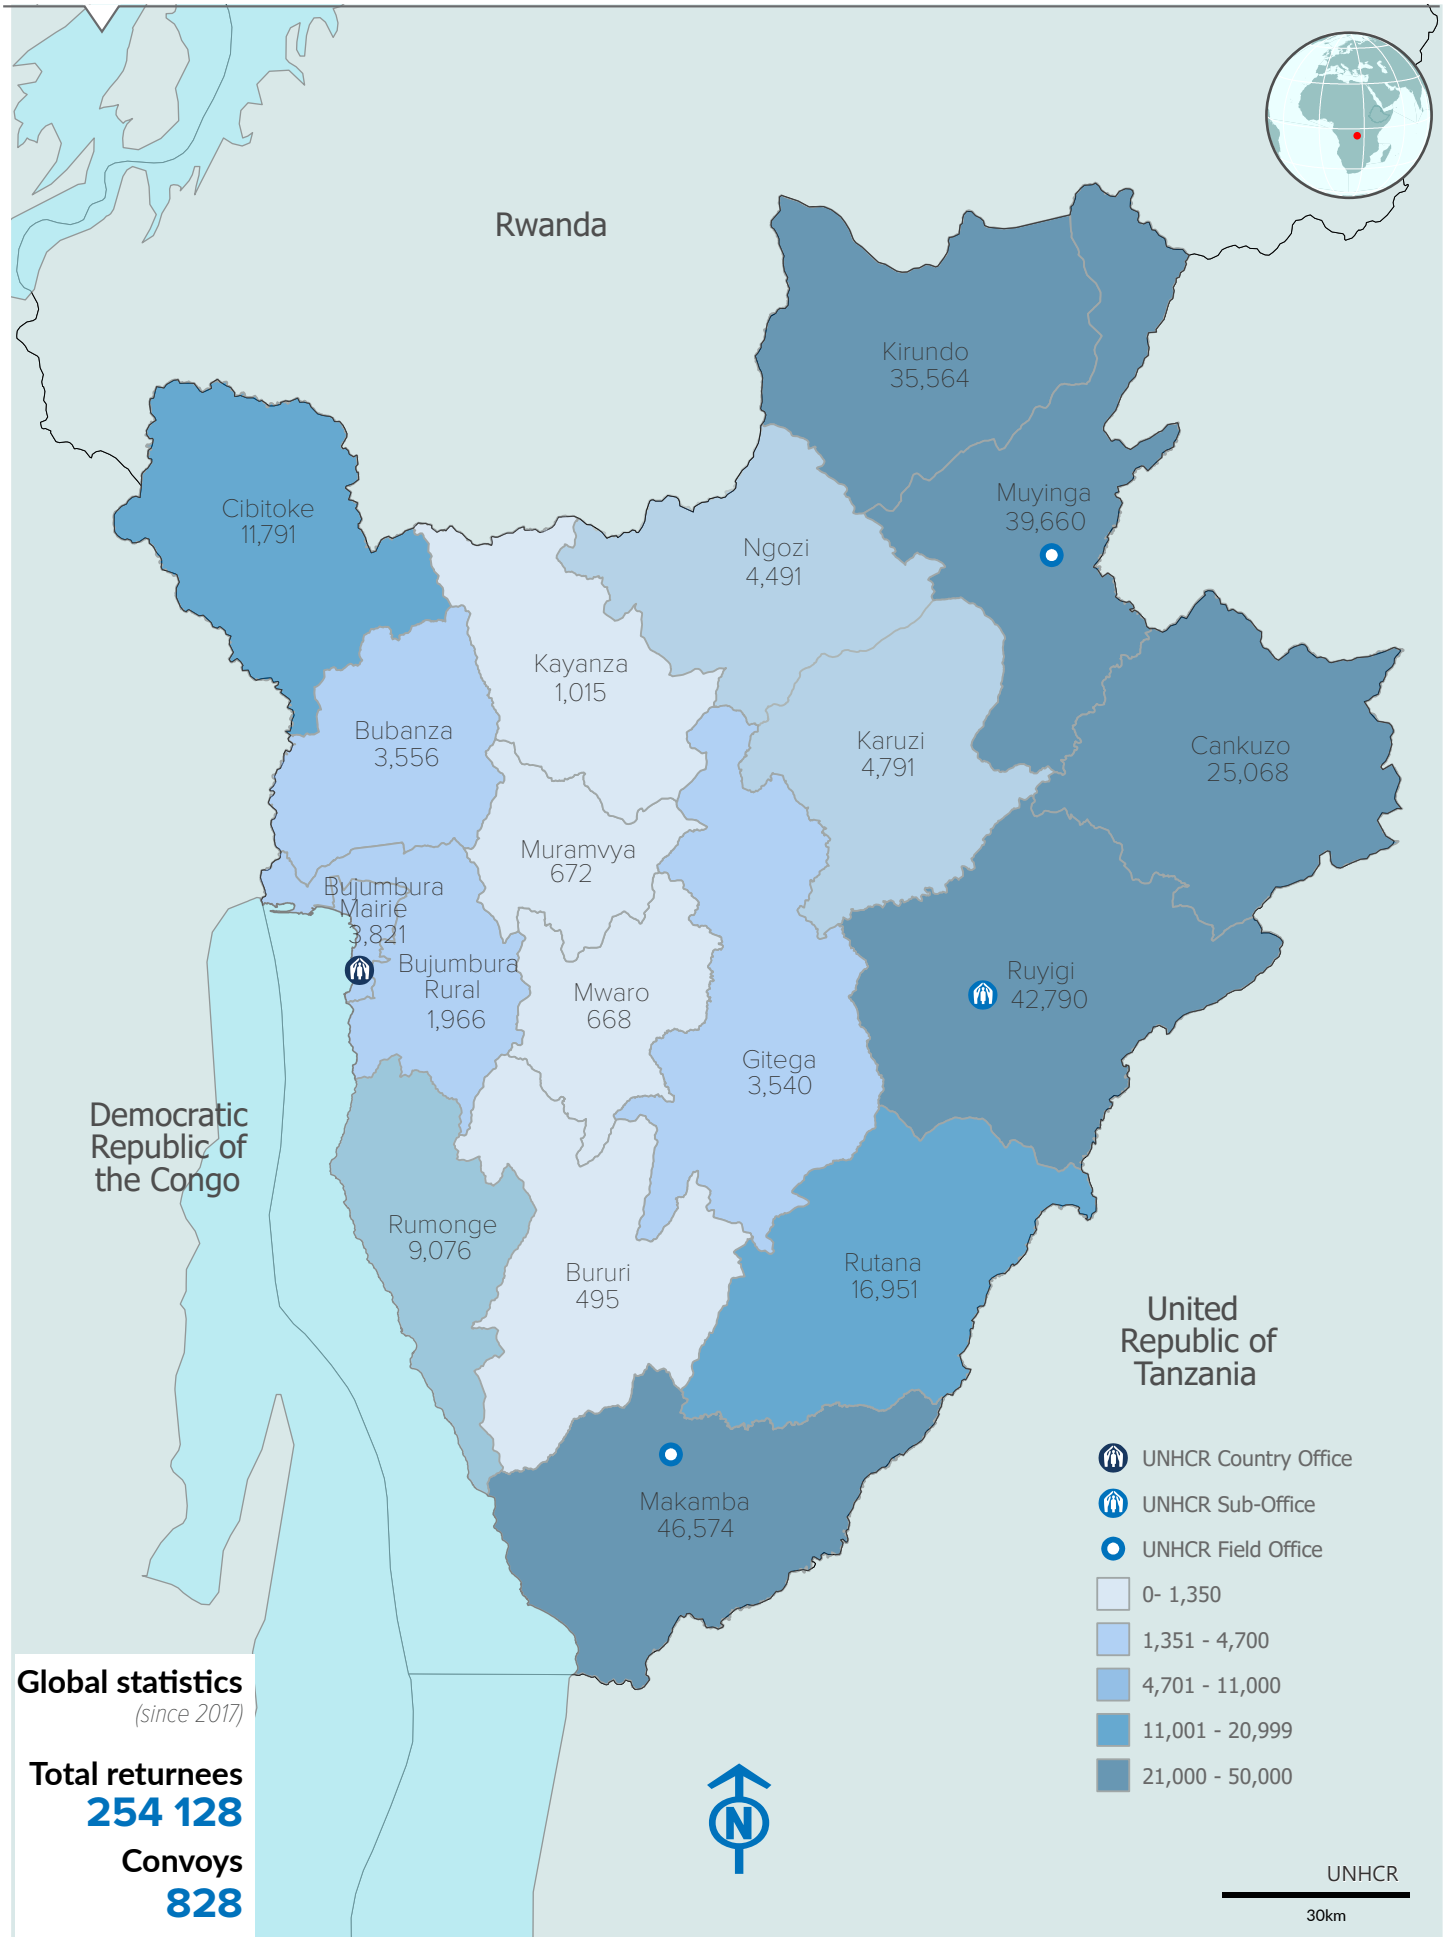 Rwanda
Kirundo
35,564
Muyinga
39,660
Cibitoke
11,791
Ngozi
4,491
Kayanza
1,015
Bubanza
3,556
Karuzi
4,791
Cankuzo
25,068
Muramvya
672
Bujumbura
Mairie
3,821
Bujumbura
Rural
1,966
Mwaro
668
Ruyigi
42,790
Gitega
3,540
Democratic
Republic of
the Congo
Rumonge
9,076
Bururi
495
Rutana
16,951
United
Republic of
Tanzania
Makamba
46,574
UNHCR Country Office
UNHCR Sub-Office
UNHCR Field Office
0- 1,350
1,351 - 4,700
4,701 - 11,000
11,001 - 20,999
21,000 - 50,000
Global statistics
(since 2017)
Total returnees
254 128
Convoys
828
N
UNHCR
30km